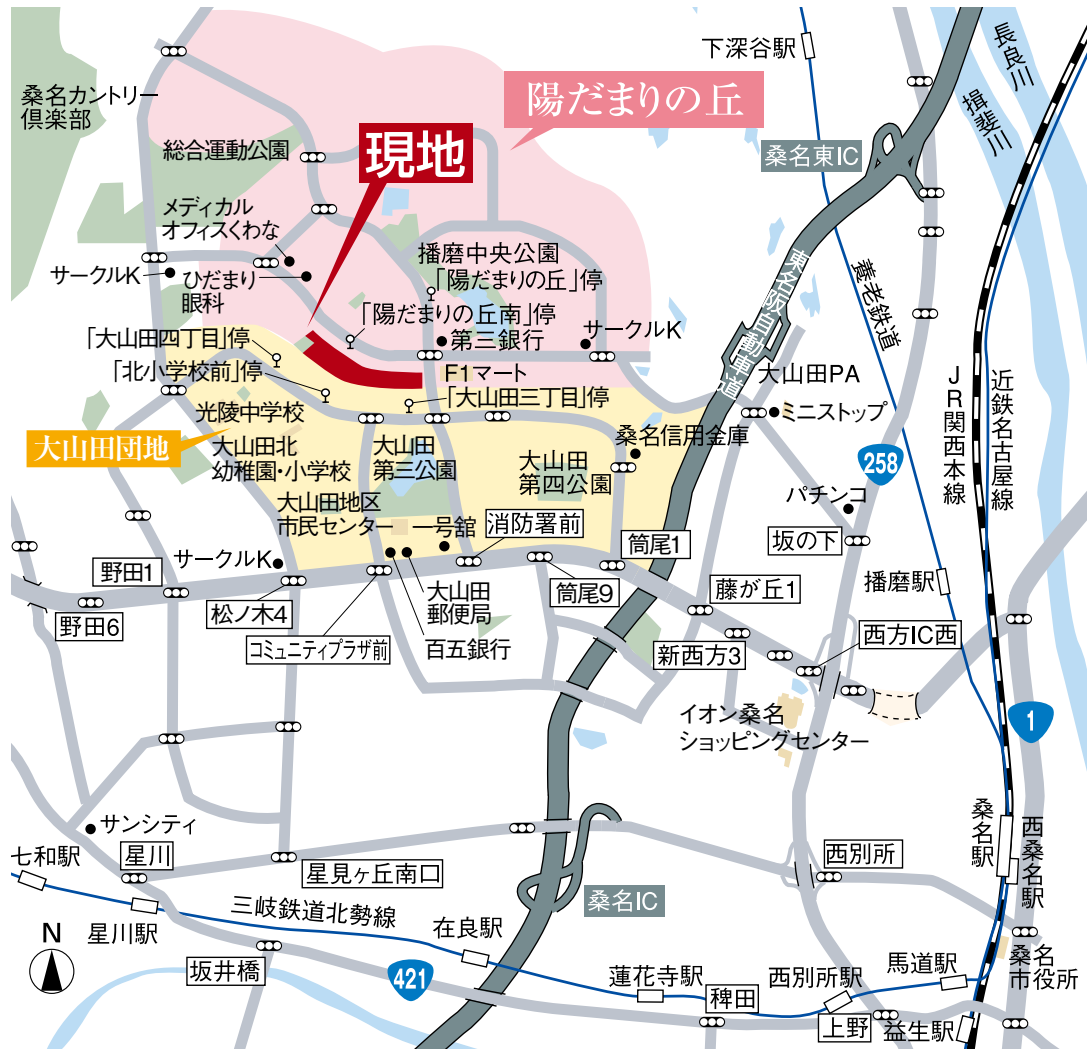 下深谷駅
長良川
揖斐川
桑名カントリー
倶楽部
陽だまりの丘
現地
総合運動公園
桑名東IC
メディカル
オフィスくわな
サークルK
ひだまり
眼科
播磨中央公園
「陽だまりの丘」停
「陽だまりの丘南」停
第三銀行
サークルK
東名阪自動車道
養老鉄道
「大山田四丁目」停
「北小学校前」停
F1マート
「大山田三丁目」停
大山田PA
ミニストップ
JR関西本線
近鉄名古屋線
光陵中学校
大山田団地
大山田北
幼稚園・小学校
大山田
第三公園
大山田
第四公園
桑名信用金庫
258
パチンコ
大山田地区
市民センター
一号舘
消防署前
筒尾1
坂の下
サークルK
野田1
野田6
松ノ木4
コミュニティプラザ前
大山田
郵便局
百五銀行
筒尾9
藤が丘1
播磨駅
新西方3
西方IC西
イオン桑名
ショッピングセンター
1
サンシティ
七和駅
星川
星見ヶ丘南口
西別所
桑名駅
西桑名駅
桑名IC
三岐鉄道北勢線
星川駅
在良駅
N
坂井橋
421
蓮花寺駅
稗田
西別所駅
馬道駅
桑名
市役所
上野
益生駅